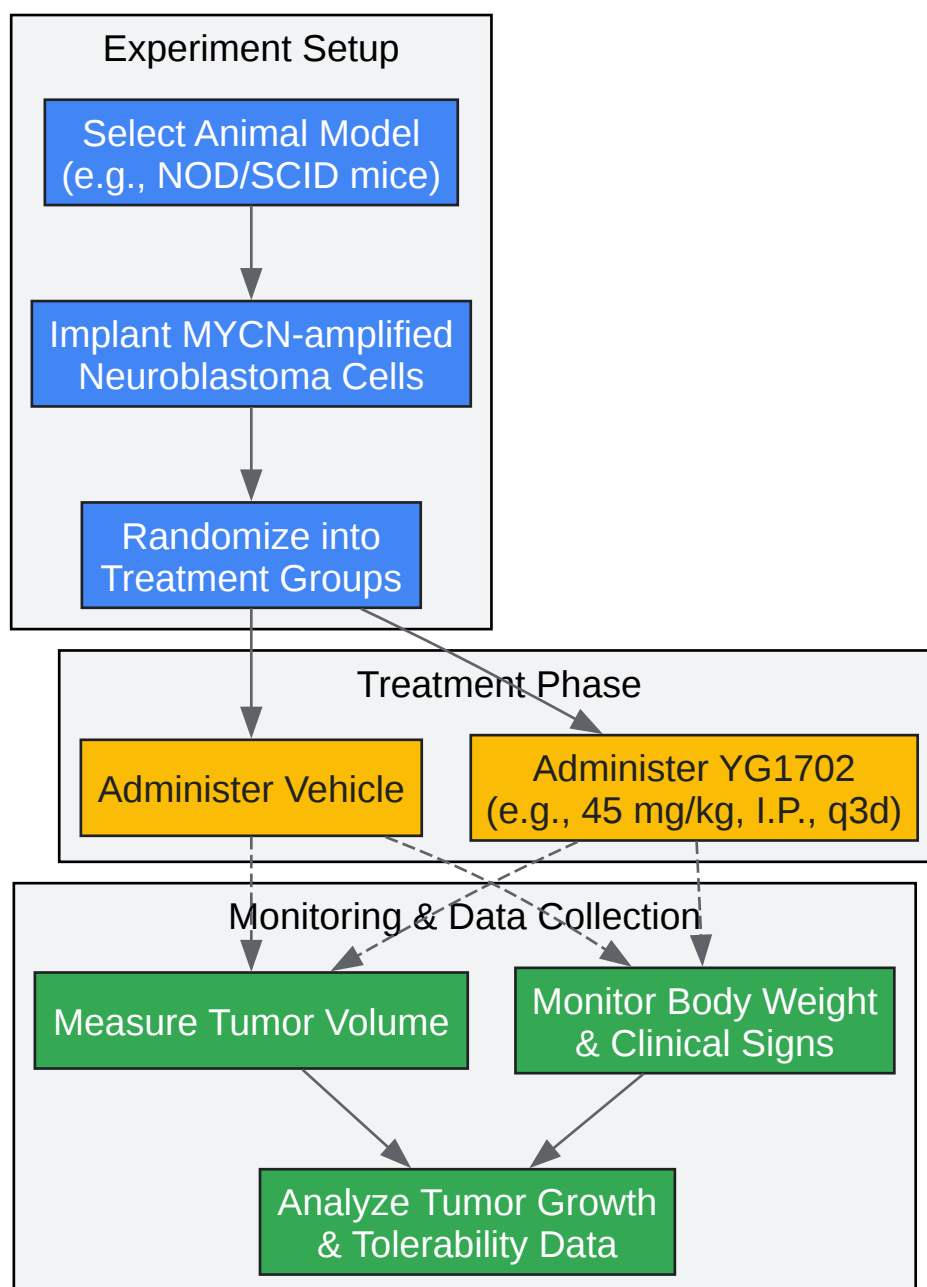 Experiment Setup
Select Animal Model
(e.g., NOD/SCID mice)
Implant MYCN-amplified
Neuroblastoma Cells
Randomize into
Treatment Groups
Treatment Phase
Administer Vehicle
Administer YG1702
(e.g., 45 mg/kg, I.P., q3d)
Monitoring & Data Collection
Measure Tumor Volume
Monitor Body Weight
& Clinical Signs
Analyze Tumor Growth
& Tolerability Data